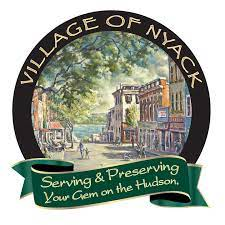 VILLAGE OF NYACK
Serving & Preserving
Your Gem on the Hudson.